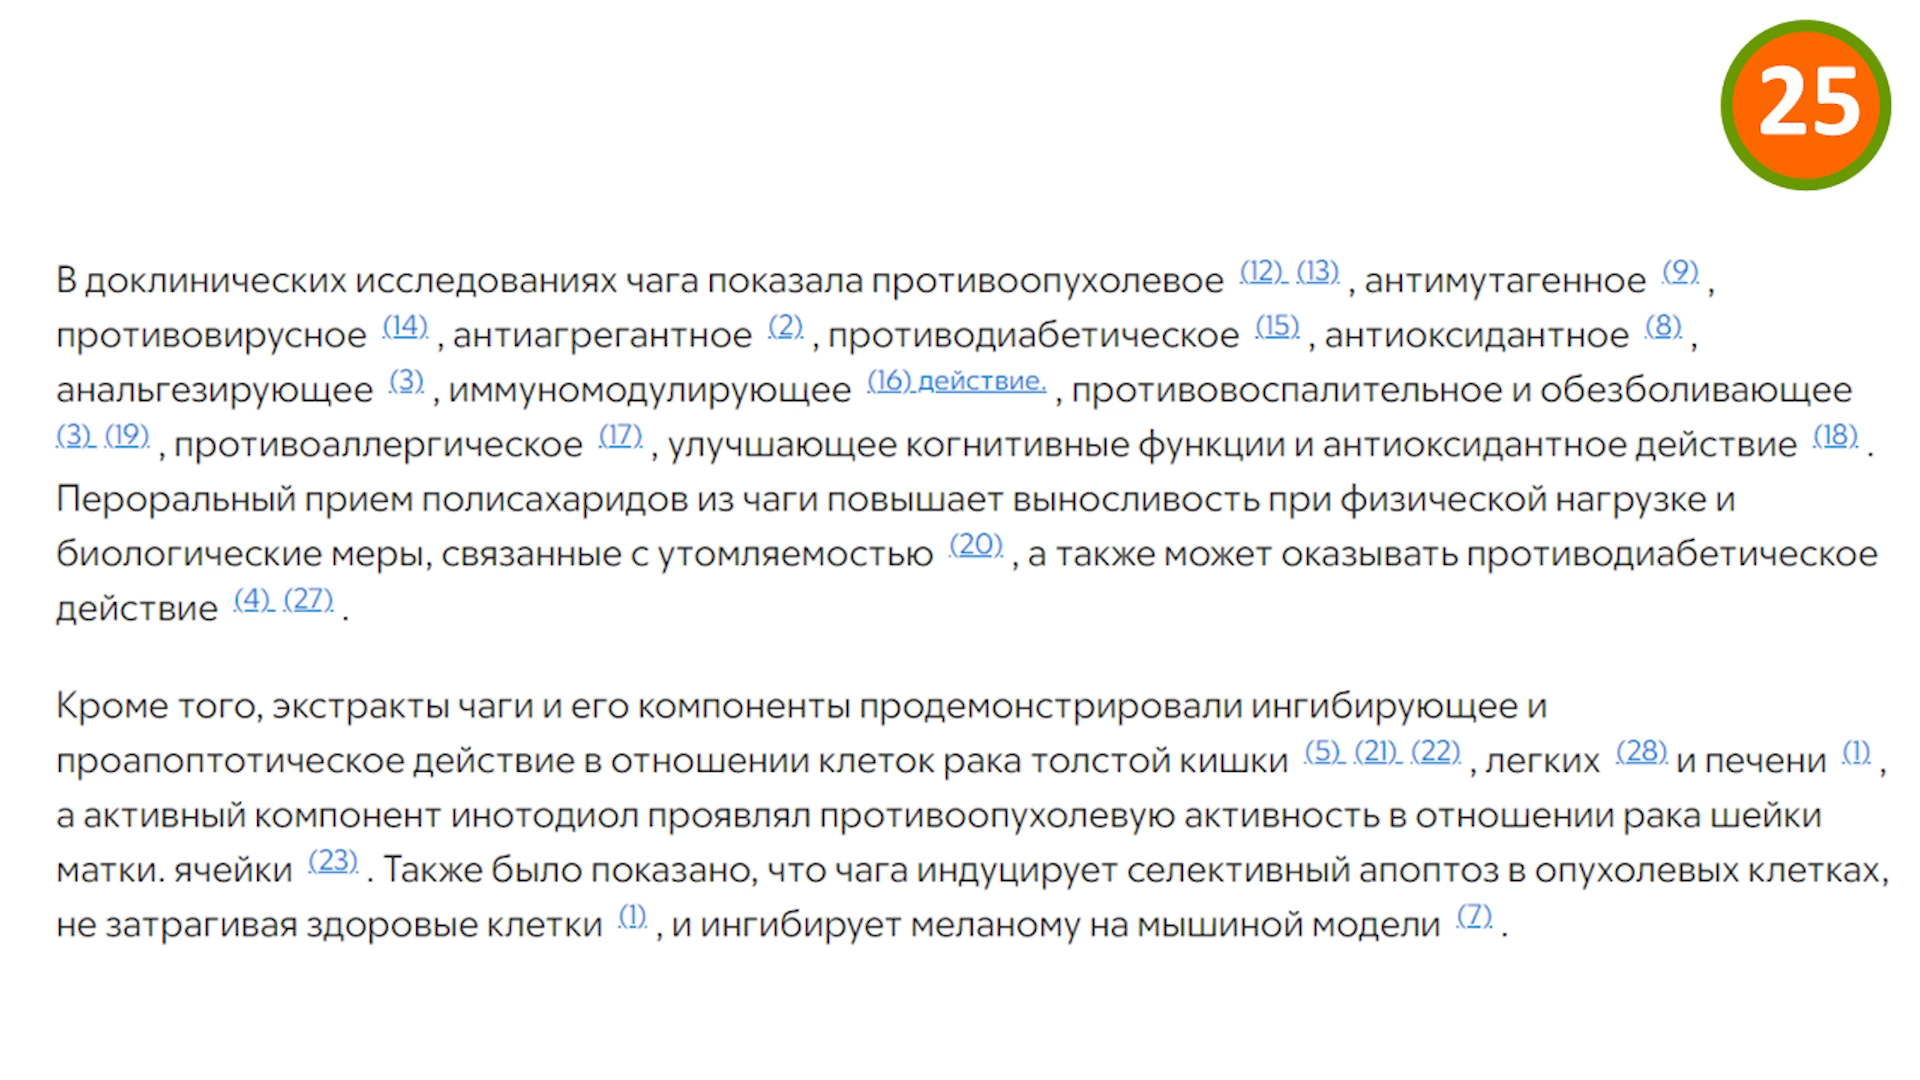 25
В доклинических исследованиях чага показала противоопухолевое (12) (13) , антимутагенное (9) ,
противовирусное (14) , антиагрегантное (2) , противодиабетическое (15) , антиоксидантное (8) ,
анальгезирующее (3) , иммуномодулирующее (16) действие. , противовоспалительное и обезболивающее
(3) (19) , противоаллергическое (17) , улучшающее когнитивные функции и антиоксидантное действие (18) .
Пероральный прием полисахаридов из чаги повышает выносливость при физической нагрузке и
биологические меры, связанные с утомляемостью (20) , а также может оказывать противодиабетическое
действие (4) (27) .
Кроме того, экстракты чаги и его компоненты продемонстрировали ингибирующее и
проапоптотическое действие в отношении клеток рака толстой кишки (5) (21) (22) , легких (28) и печени (1) ,
а активный компонент инотодиол проявлял противоопухолевую активность в отношении рака шейки
матки. ячейки (23) . Также было показано, что чага индуцирует селективный апоптоз в опухолевых клетках,
не затрагивая здоровые клетки (1) , и ингибирует меланому на мышиной модели (7) .